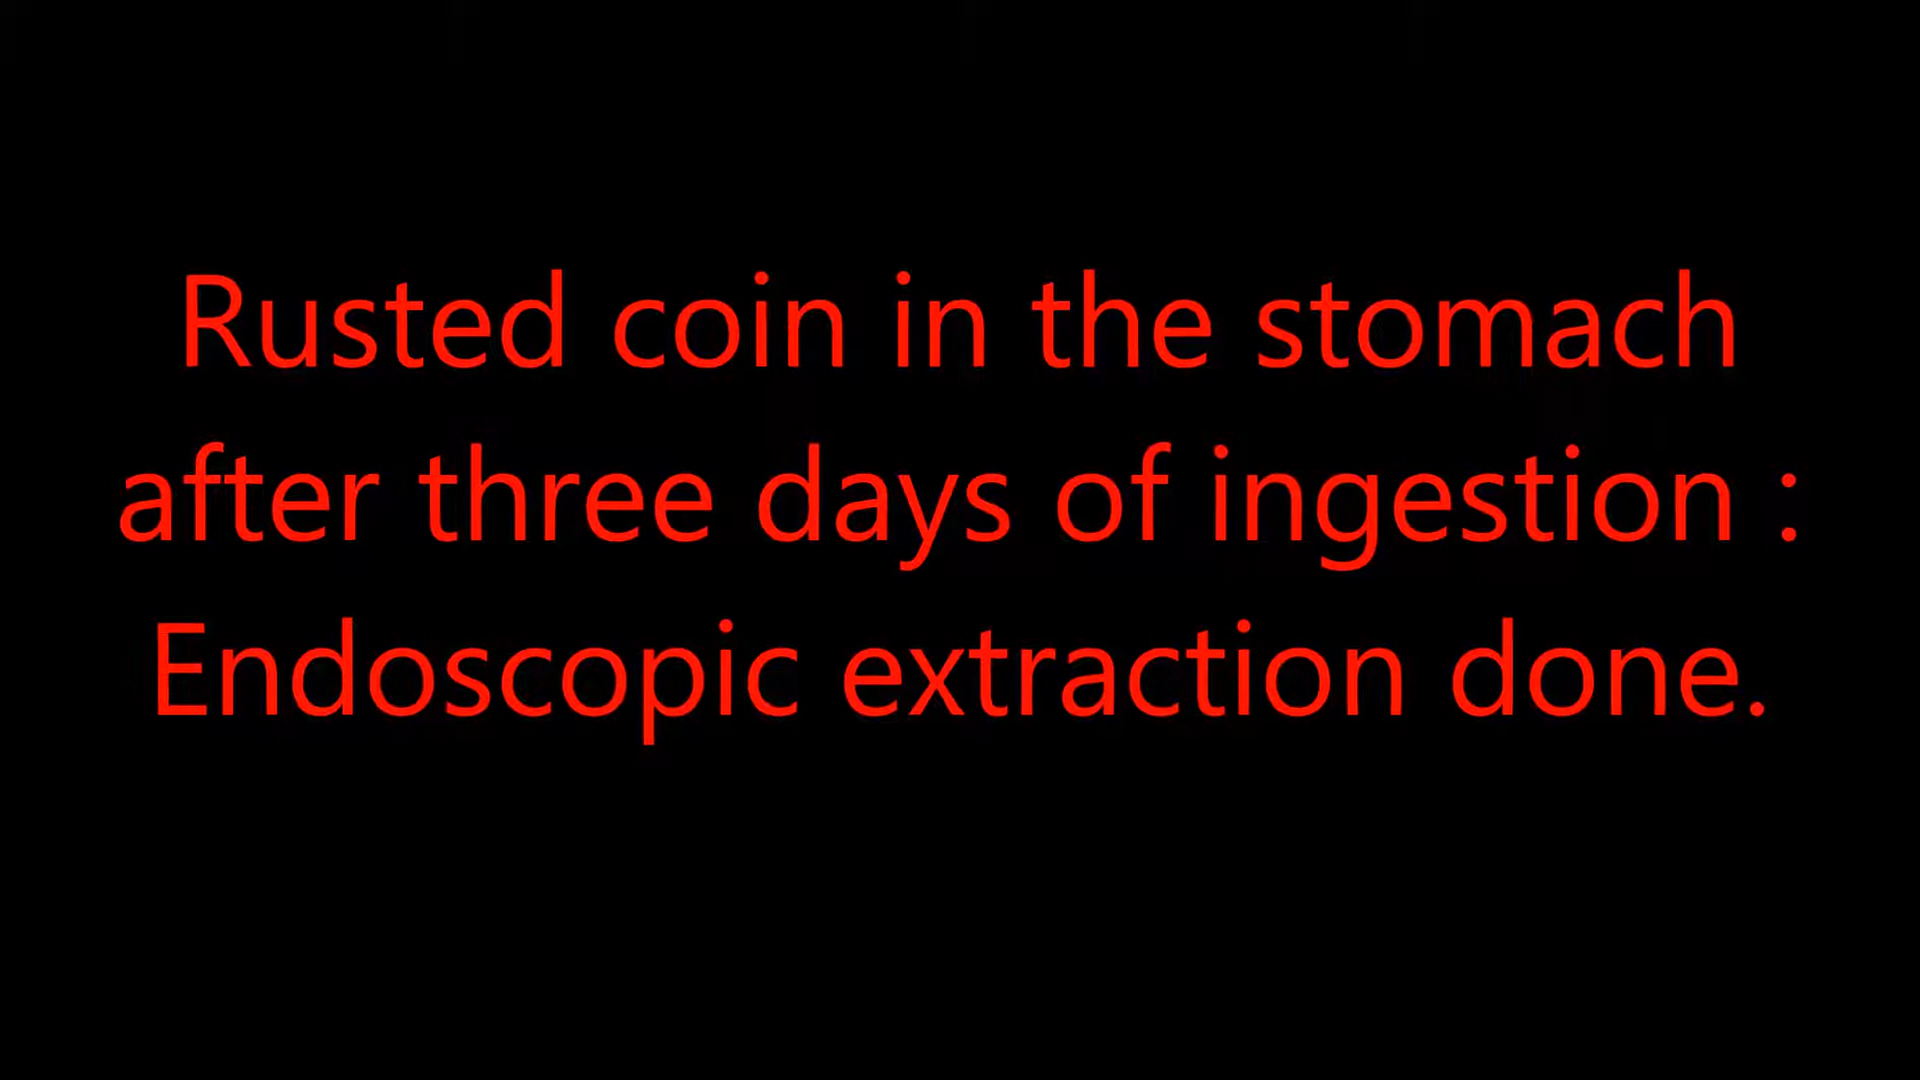 Rusted coin in the stomach
after three days of ingestion :
Endoscopic extraction done.